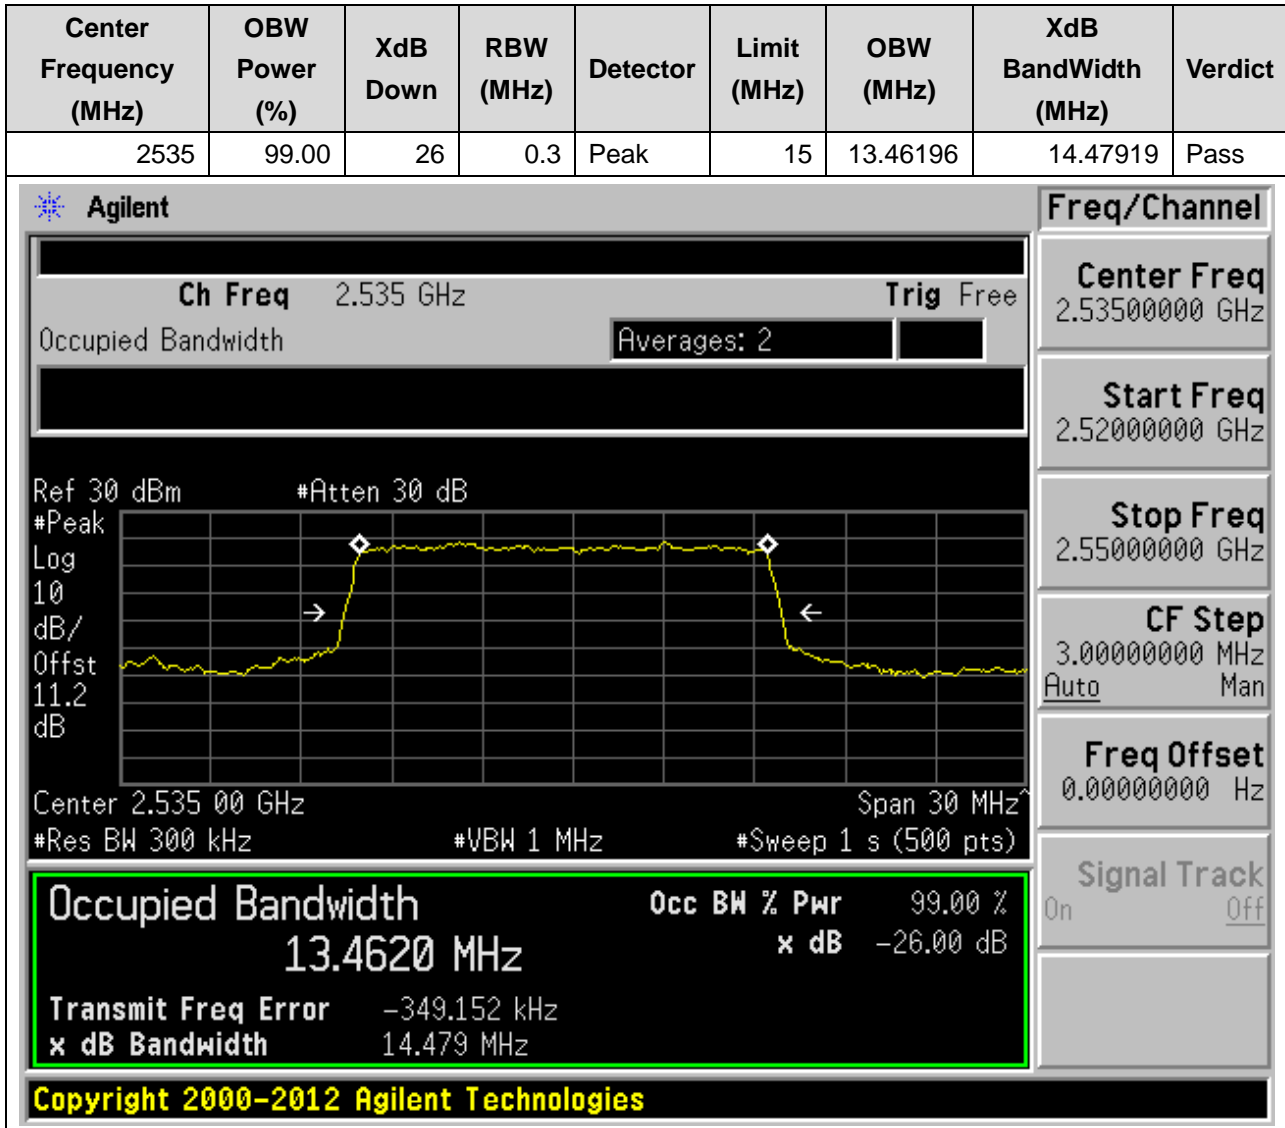 Center Frequency (MHz) OBW Power (%) XdB Down RBW (MHz) Detector Limit (MHz) OBW (MHz) XdB BandWidth (MHz) Verdict
2535 99.00 26 0.3 Peak 15 13.46196 14.47919 Pass
Agilent Freq/Channel
Ch Freq 2.535 GHz Trig Free
Occupied Bandwidth Averages: 2
Center Freq
2.53500000 GHz
Start Freq
2.52000000 GHz
Stop Freq
2.55000000 GHz
CF Step
3.00000000 MHz
Auto Man
Freq Offset
0.00000000 Hz
Signal Track
On Off
Ref 30 dBm #Atten 30 dB
#Peak
Log
10
dB/
Offst
11.2
dB
Center 2.535 00 GHz Span 30 MHz^
#Res BW 300 kHz #VBW 1 MHz #Sweep 1 s (500 pts)
Occupied Bandwidth Occ BW % Pwr 99.00 %
13.4620 MHz x dB -26.00 dB
Transmit Freq Error -349.152 kHz
x dB Bandwidth 14.479 MHz
Copyright 2000-2012 Agilent Technologies